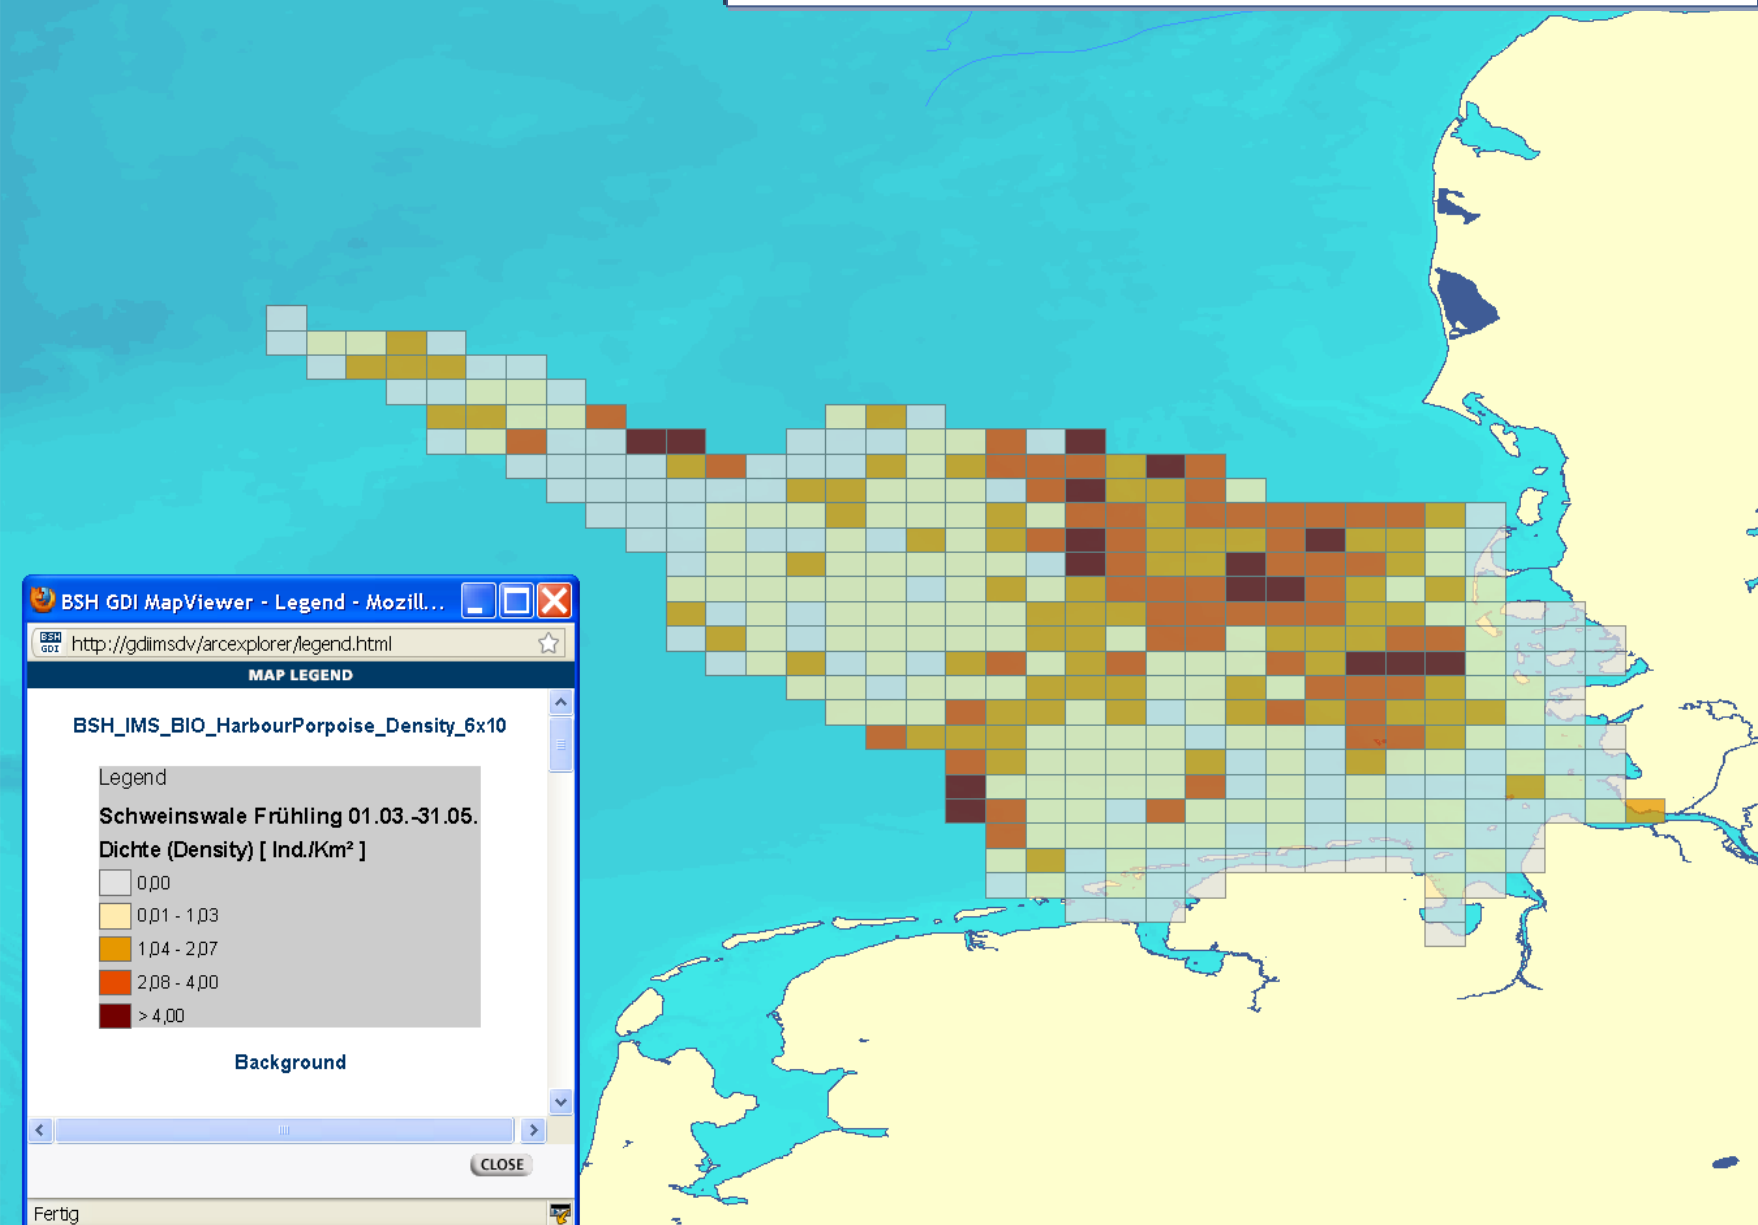 BSH GDI MapViewer - Legend - Mozill...
BSH GDI
http://gdiimsdv/arcexplorer/legend.html
MAP LEGEND
BSH_IMS_BIO_HarbourPorpoise_Density_6x10
Legend
Schweinswale Frühling 01.03.-31.05.
Dichte (Density) [ Ind./Km² ]
0,00
0,01 - 1,03
1,04 - 2,07
2,08 - 4,00
> 4,00
Background
CLOSE
Fertig